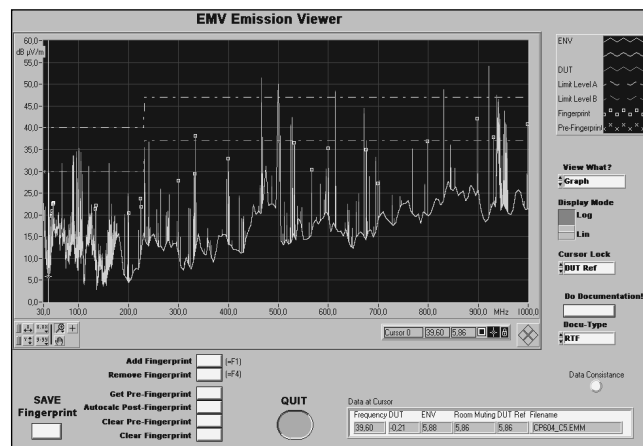 EMV Emission Viewer
60,0
dB µV/m
55,0
50,0
45,0
40,0
35,0
30,0
25,0
20,0
15,0
10,0
5,0
0,0
30,0 100,0 200,0 300,0 400,0 500,0 600,0 700,0 800,0 900,0 MHz 1000,0
ENV
DUT
Limit Level A
Limit Level B
Fingerprint
Pre-Fingerprint
View What?
Graph
Display Mode
Log
Lin
Cursor Lock
DUT Ref
Do Documentation!
Docu-Type
RTF
Cursor 0 39,60 5,86
Add Fingerprint (=F1)
Remove Fingerprint (=F4)
Get Pre-Fingerprint
Autocalc Post-Fingerprint
Clear Pre-Fingerprint
Clear Fingerprint
SAVE
Fingerprint
QUIT
Data Consistance
Data at Cursor
Frequency DUT ENV Room Muting DUT Ref Filename
39,60 -0,21 5,88 5,86 5,86 CP604_C5.EMM